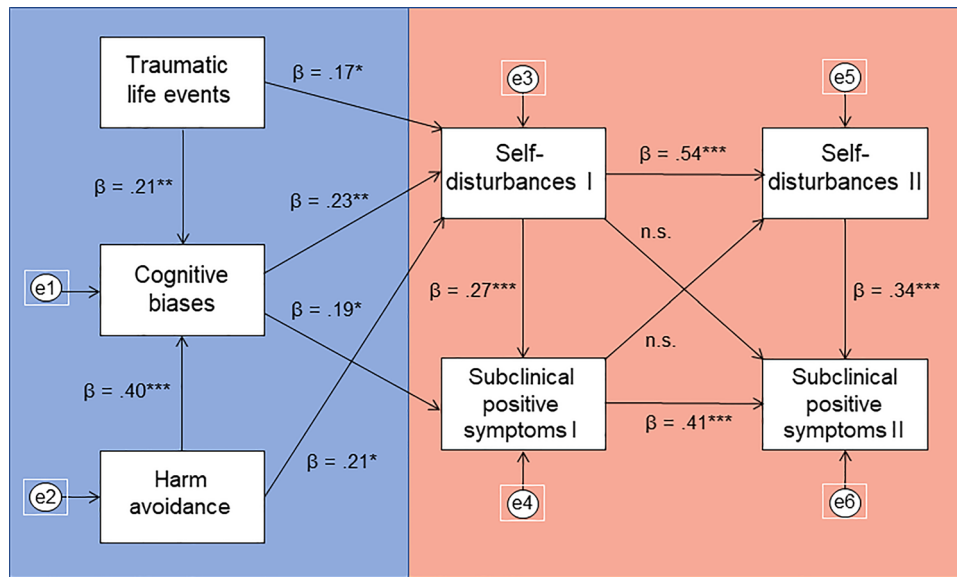 Traumatic
life events
β = .17*
e3
e5
Self-
disturbances I
β = .54***
Self-
disturbances II
β = .21**
β = .23**
n.s.
e1
Cognitive
biases
β = .19*
β = .27***
β = .34***
n.s.
β = .40***
Subclinical
positive
symptoms I
β = .41***
Subclinical
positive
symptoms II
β = .21*
e2
Harm
avoidance
e4
e6